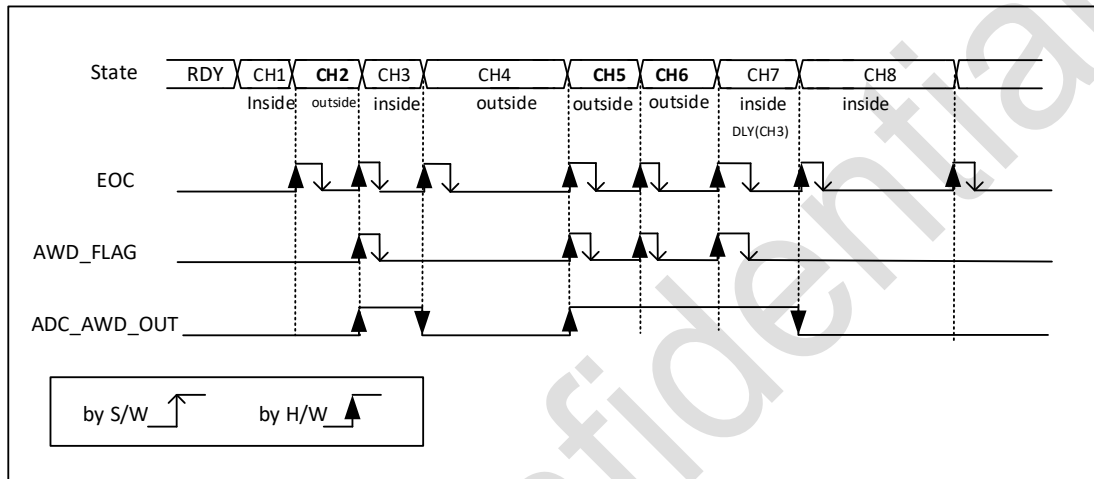 State RDY CH1 CH2 CH3 CH4 CH5 CH6 CH7 CH8
Inside outside inside outside outside outside inside inside
DLY(CH3)
EOC
AWD_FLAG
ADC_AWD_OUT
by S/W by H/W